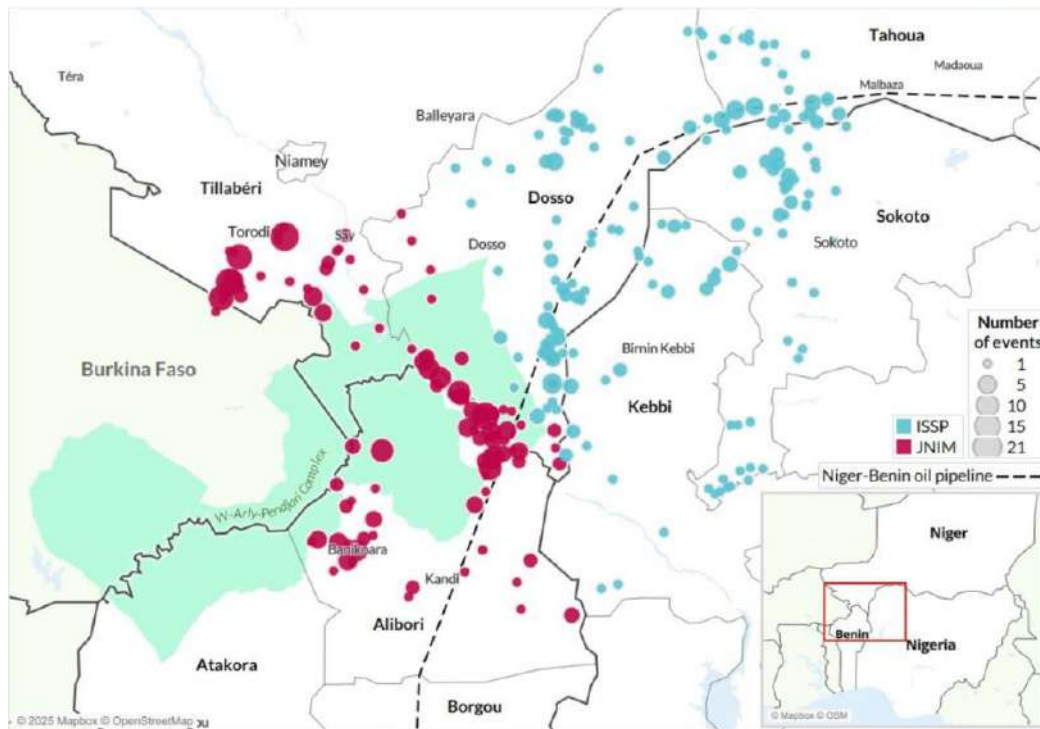 Tahoua
Téra
Madaoua
Malbaza
Balleyara
Niamey
Tillabéri
Dosso
Torodi
Say
Dosso
Sokoto
Sokoto
Number
of events
1
5
10
15
21
Birnin Kebbi
Burkina Faso
Kebbi
ISSP
JNIM
Niger-Benin oil pipeline
W-Arly-Pendjari Complex
Banikoara
Kandi
Alibori
Atakora
Borgou
Niger
Benin
Nigeria
© Mapbox © OSM
© 2025 Mapbox © OpenStreetMap